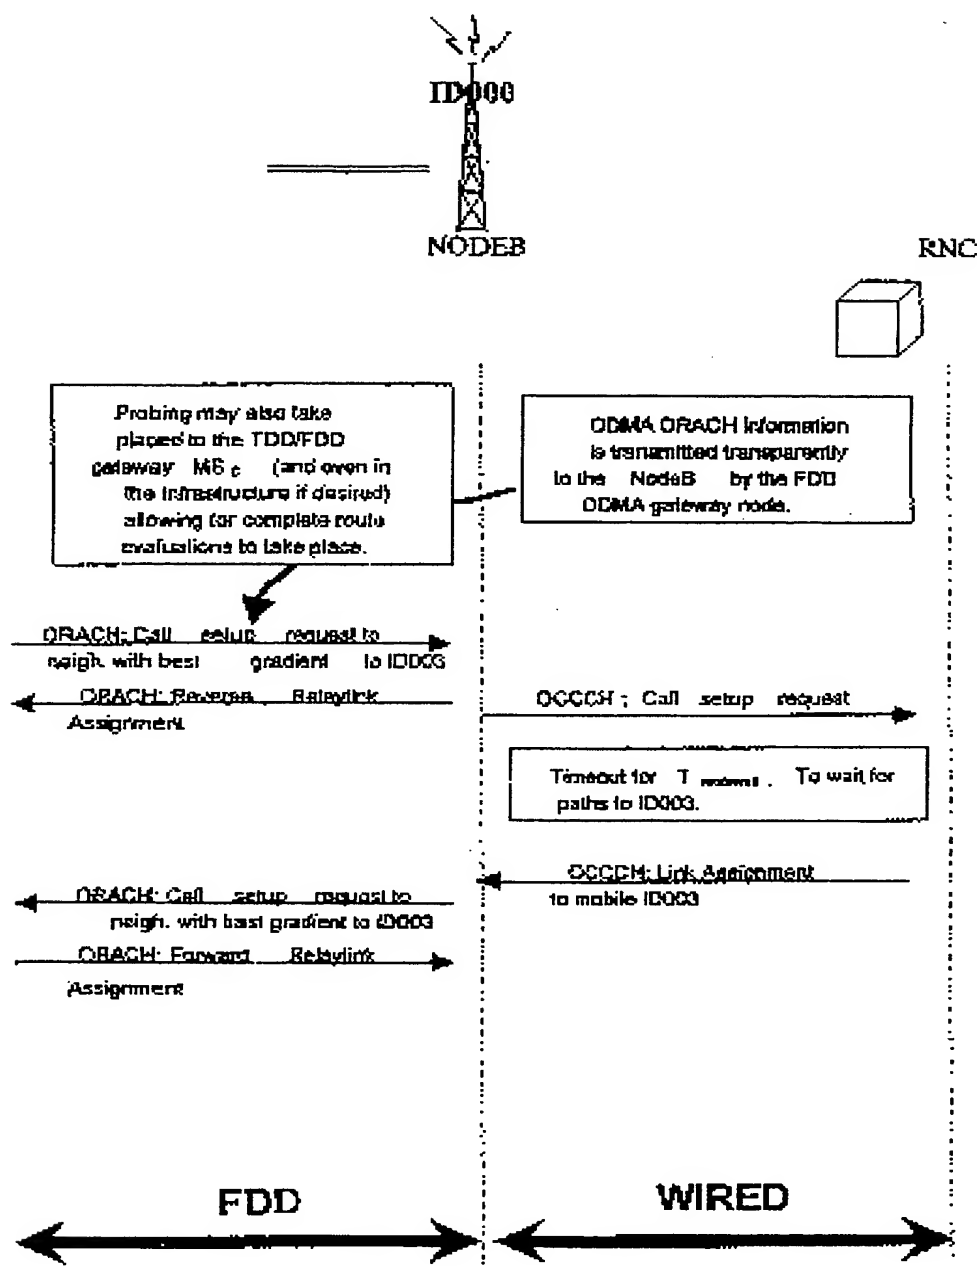 ID000
NODEB
RNC
Probing may also take
placed to the TDD/FDD
gateway MS c (and even in
the infrastructure if desired)
allowing for complete route
evaluations to take place.
ODMA ORACH Information
is transmitted transparently
to the NodeB by the FDD
ODMA gateway node.
ORACH: Call setup request to
neigh. with best gradient to ID003
ORACH: Reverse Relaylink
Assignment
OCCCH : Call setup request
Timeout for T . To wait for
paths to ID003.
OCCCH: Link Assignment
to mobile ID003
ORACH: Call setup request to
neigh. with best gradient to ID003
ORACH: Forward Relaylink
Assignment
FDD
WIRED